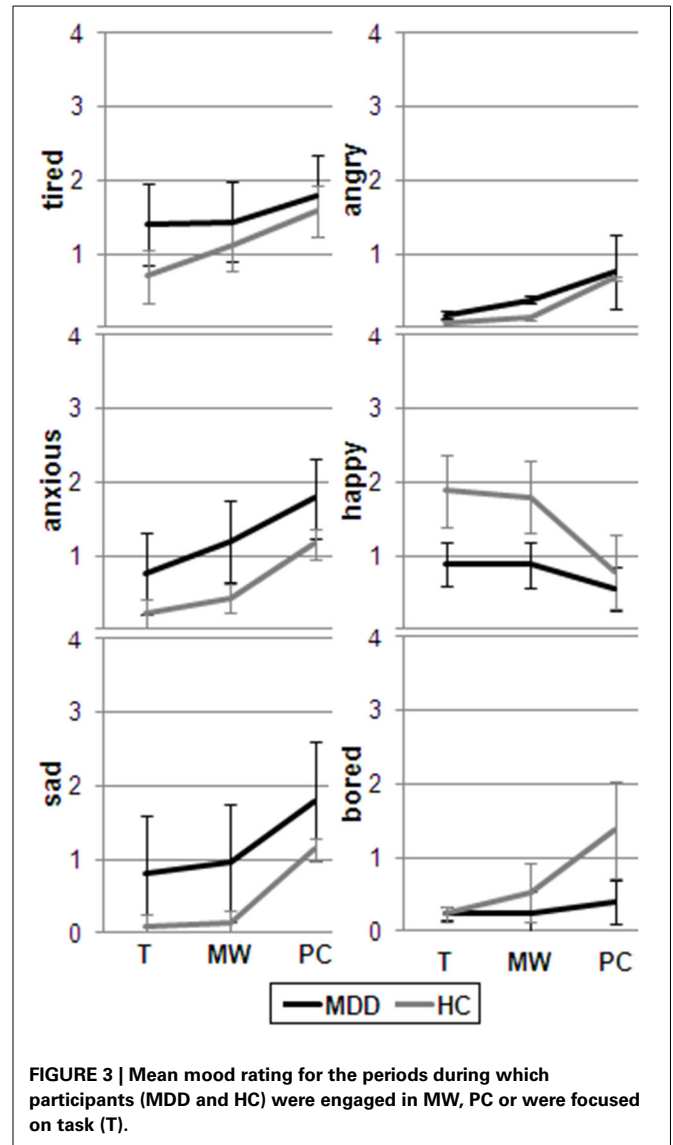 4 4
3 3
tired 2 angry 2
1 1
4 4
3 3
anxious 2 happy 2
1 1
4 4
3 3
sad 2 bored 2
1 1
0 0
T MW PC T MW PC
MDD HC
FIGURE 3 | Mean mood rating for the periods during which
participants (MDD and HC) were engaged in MW, PC or were focused
on task (T).